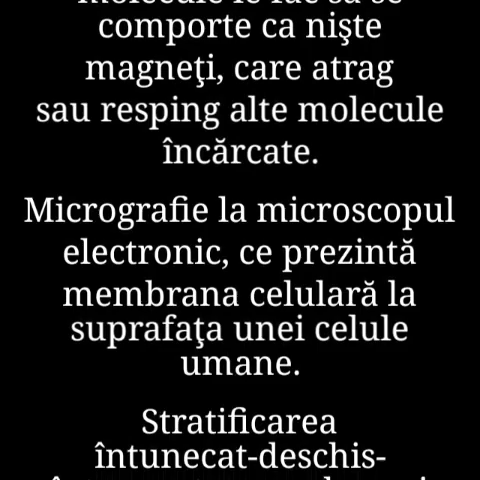 comporte ca nişte
magneţi, care atrag
sau resping alte molecule
încărcate.
Micrografie la microscopul
electronic, ce prezintă
membrana celulară la
suprafaţa unei celule
umane.
Stratificarea
întunecat-deschis-